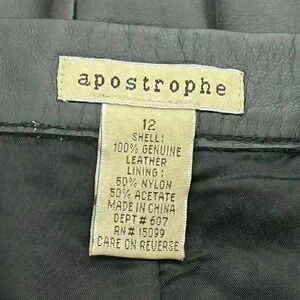 apostrophe
12
SHELL:
100% GENUINE
LEATHER
LINING:
50% NYLON
50% ACETATE
MADE IN CHINA
DEPT# 607
RN# 15099
CARE ON REVERSE